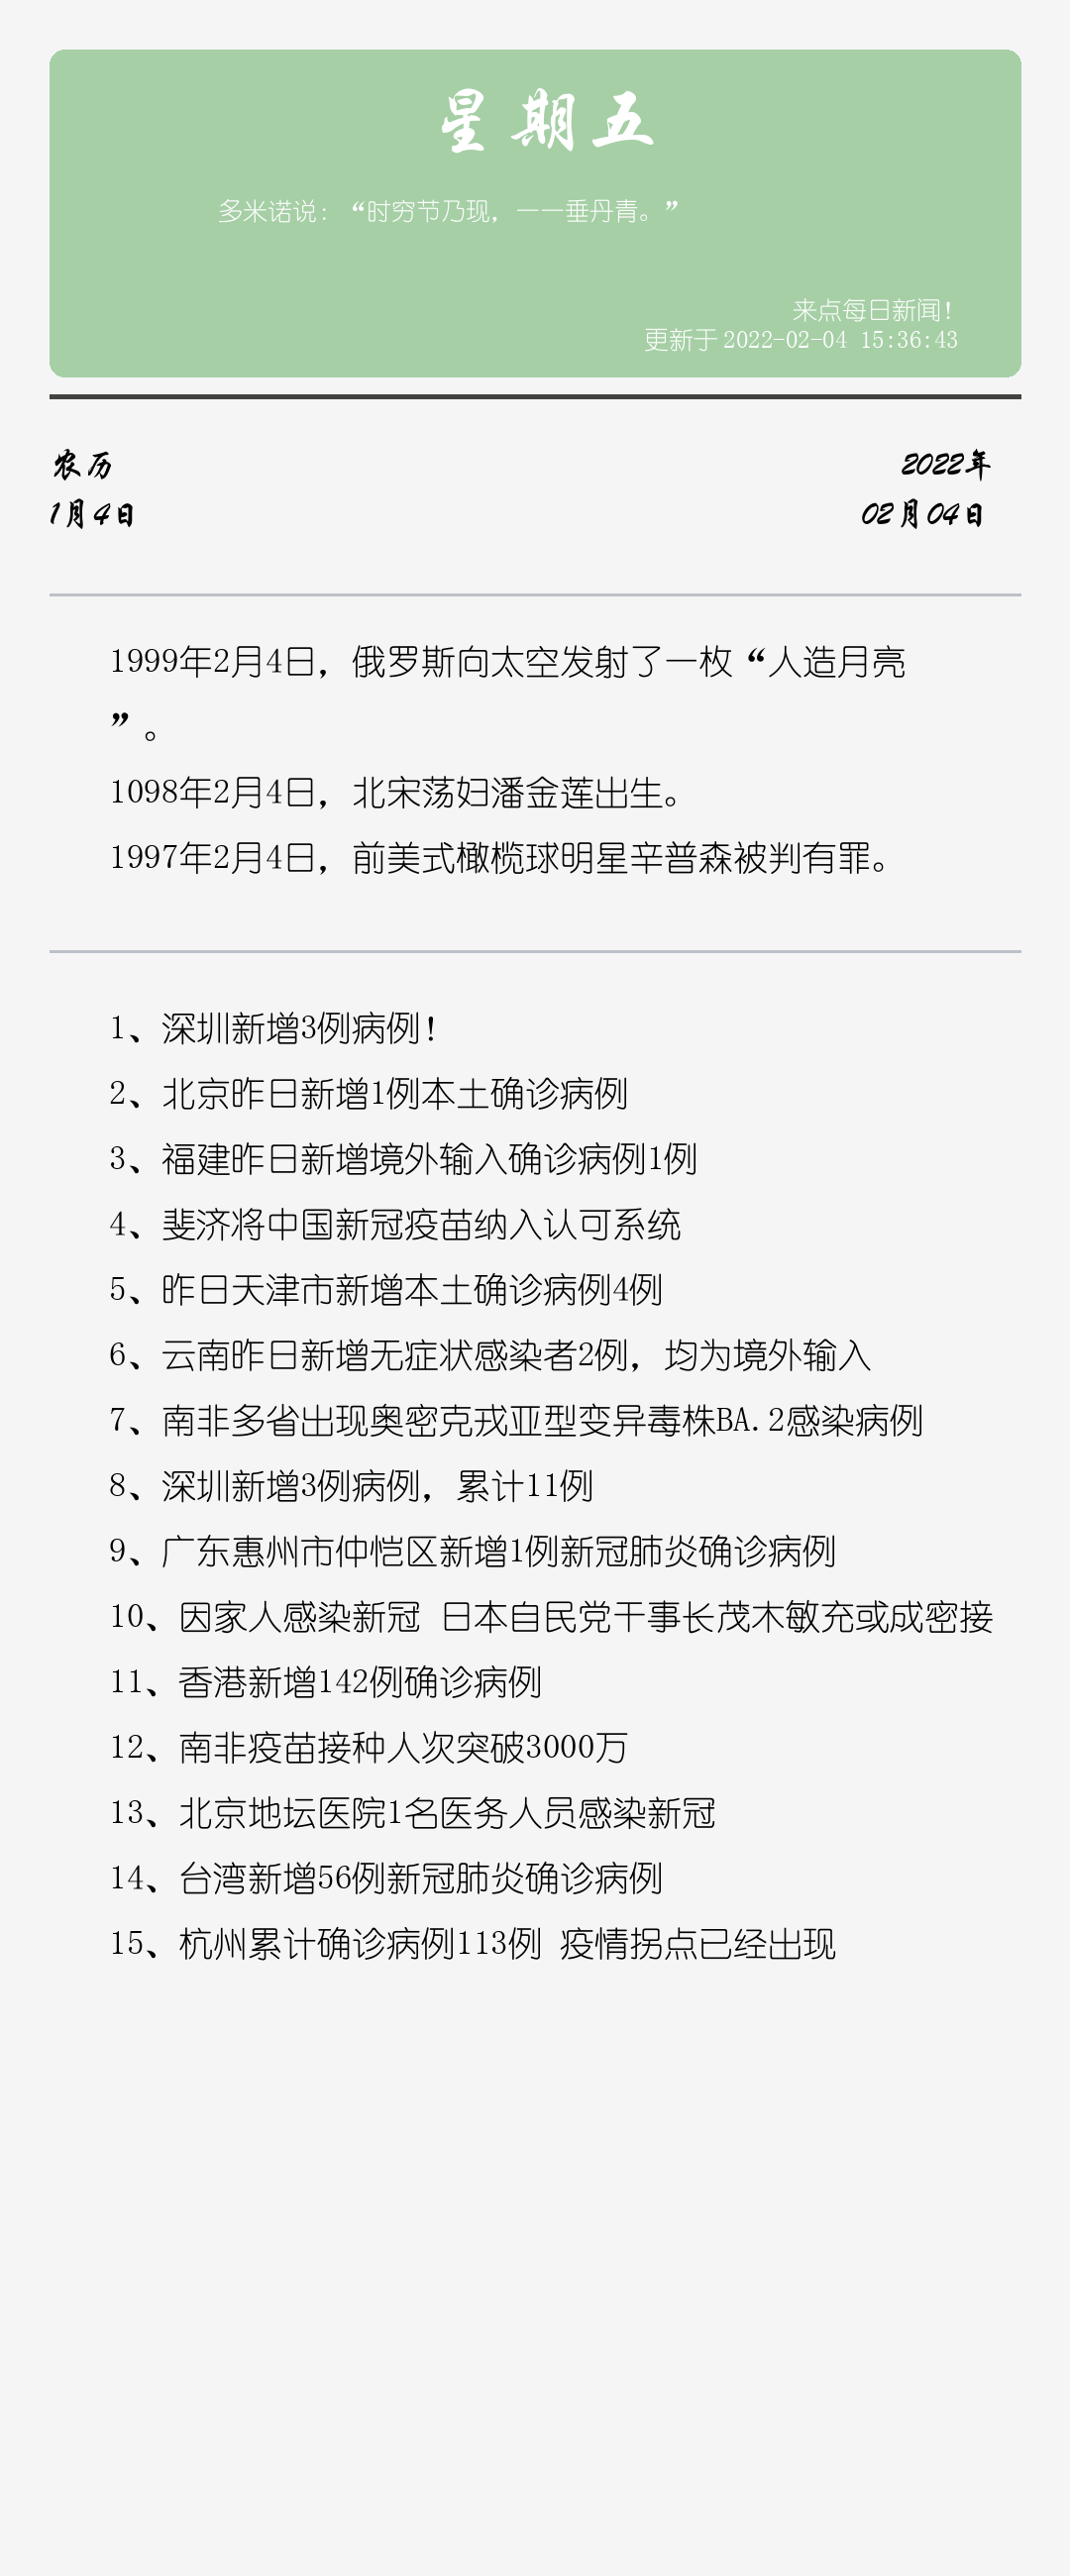 星期五
多米诺说：“时穷节乃现，一一垂丹青。”
来点每日新闻！
更新于 2022-02-04 15:36:43
农历
2022年
1月4日
02月04日
1999年2月4日，俄罗斯向太空发射了一枚“人造月亮
”。
1098年2月4日，北宋荡妇潘金莲出生。
1997年2月4日，前美式橄榄球明星辛普森被判有罪。
1、深圳新增3例病例！
2、北京昨日新增1例本土确诊病例
3、福建昨日新增境外输入确诊病例1例
4、斐济将中国新冠疫苗纳入认可系统
5、昨日天津市新增本土确诊病例4例
6、云南昨日新增无症状感染者2例，均为境外输入
7、南非多省出现奥密克戎亚型变异毒株BA.2感染病例
8、深圳新增3例病例，累计11例
9、广东惠州市仲恺区新增1例新冠肺炎确诊病例
10、因家人感染新冠 日本自民党干事长茂木敏充或成密接
11、香港新增142例确诊病例
12、南非疫苗接种人次突破3000万
13、北京地坛医院1名医务人员感染新冠
14、台湾新增56例新冠肺炎确诊病例
15、杭州累计确诊病例113例 疫情拐点已经出现